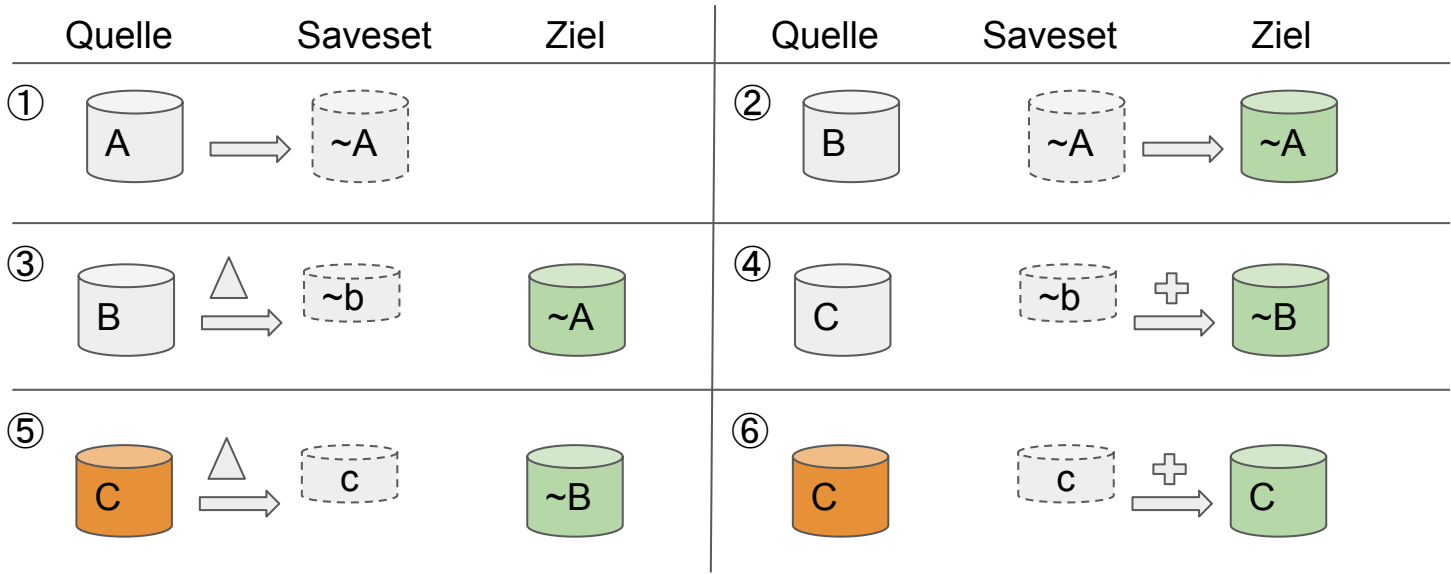 Quelle Saveset Ziel Quelle Saveset Ziel
① A ~A ② B ~A ~A
③ B ~b ~A ④ C ~b ~B
⑤ C c ~B ⑥ C c C